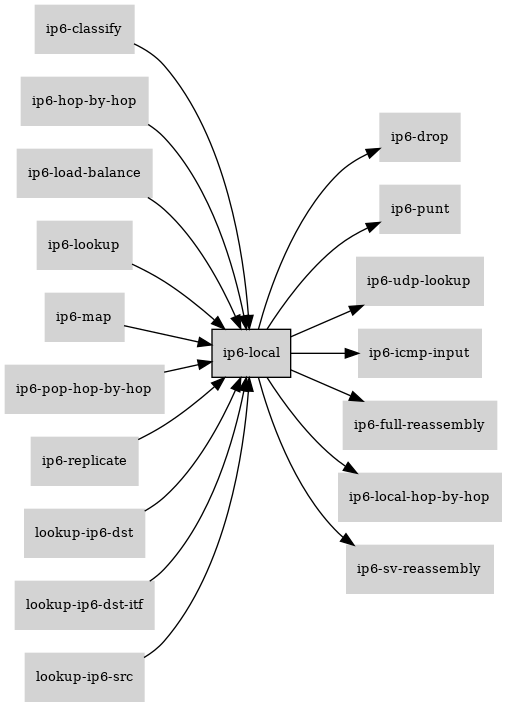 ip6-classify
ip6-hop-by-hop
ip6-load-balance
ip6-lookup
ip6-map
ip6-pop-hop-by-hop
ip6-replicate
lookup-ip6-dst
lookup-ip6-dst-itf
lookup-ip6-src
ip6-local
ip6-drop
ip6-punt
ip6-udp-lookup
ip6-icmp-input
ip6-full-reassembly
ip6-local-hop-by-hop
ip6-sv-reassembly